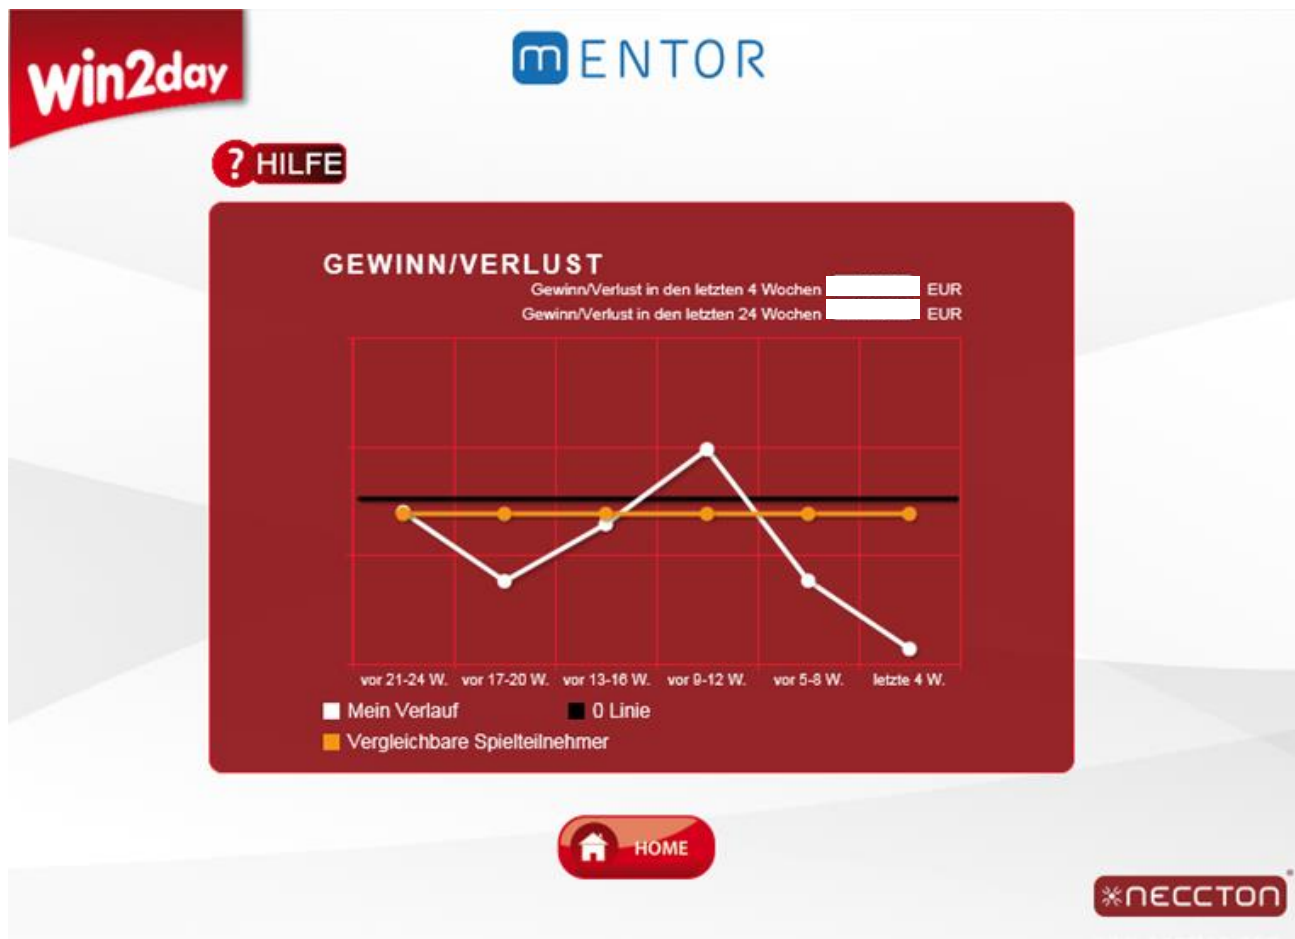 win2day
mENTOR
? HILFE
GEWINN/VERLUST
Gewinn/Verlust in den letzten 4 Wochen EUR
Gewinn/Verlust in den letzten 24 Wochen EUR
vor 21-24 W. vor 17-20 W. vor 13-16 W. vor 9-12 W. vor 5-8 W. letzte 4 W.
Mein Verlauf 0 Linie
Vergleichbare Spielteilnehmer
HOME
neccton